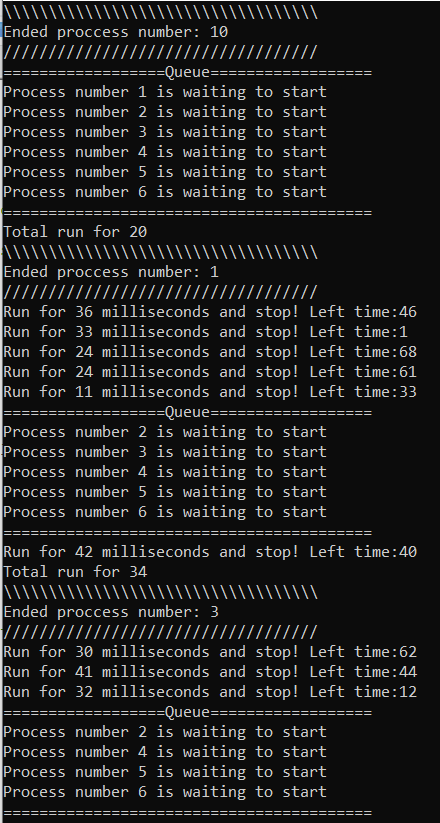 \\\\\\\\\\\\\\\\\\\\\\\\\\\\\\\\\\\
Ended proccess number: 10
///////////////////////////////////
==================Queue==================
Process number 1 is waiting to start
Process number 2 is waiting to start
Process number 3 is waiting to start
Process number 4 is waiting to start
Process number 5 is waiting to start
Process number 6 is waiting to start
=========================================
Total run for 20
\\\\\\\\\\\\\\\\\\\\\\\\\\\\\\\\\\\
Ended proccess number: 1
///////////////////////////////////
Run for 36 milliseconds and stop! Left time:46
Run for 33 milliseconds and stop! Left time:1
Run for 24 milliseconds and stop! Left time:68
Run for 24 milliseconds and stop! Left time:61
Run for 11 milliseconds and stop! Left time:33
==================Queue==================
Process number 2 is waiting to start
Process number 3 is waiting to start
Process number 4 is waiting to start
Process number 5 is waiting to start
Process number 6 is waiting to start
=========================================
Run for 42 milliseconds and stop! Left time:40
Total run for 34
\\\\\\\\\\\\\\\\\\\\\\\\\\\\\\\\\\\
Ended proccess number: 3
///////////////////////////////////
Run for 30 milliseconds and stop! Left time:62
Run for 41 milliseconds and stop! Left time:44
Run for 32 milliseconds and stop! Left time:12
==================Queue==================
Process number 2 is waiting to start
Process number 4 is waiting to start
Process number 5 is waiting to start
Process number 6 is waiting to start
=========================================